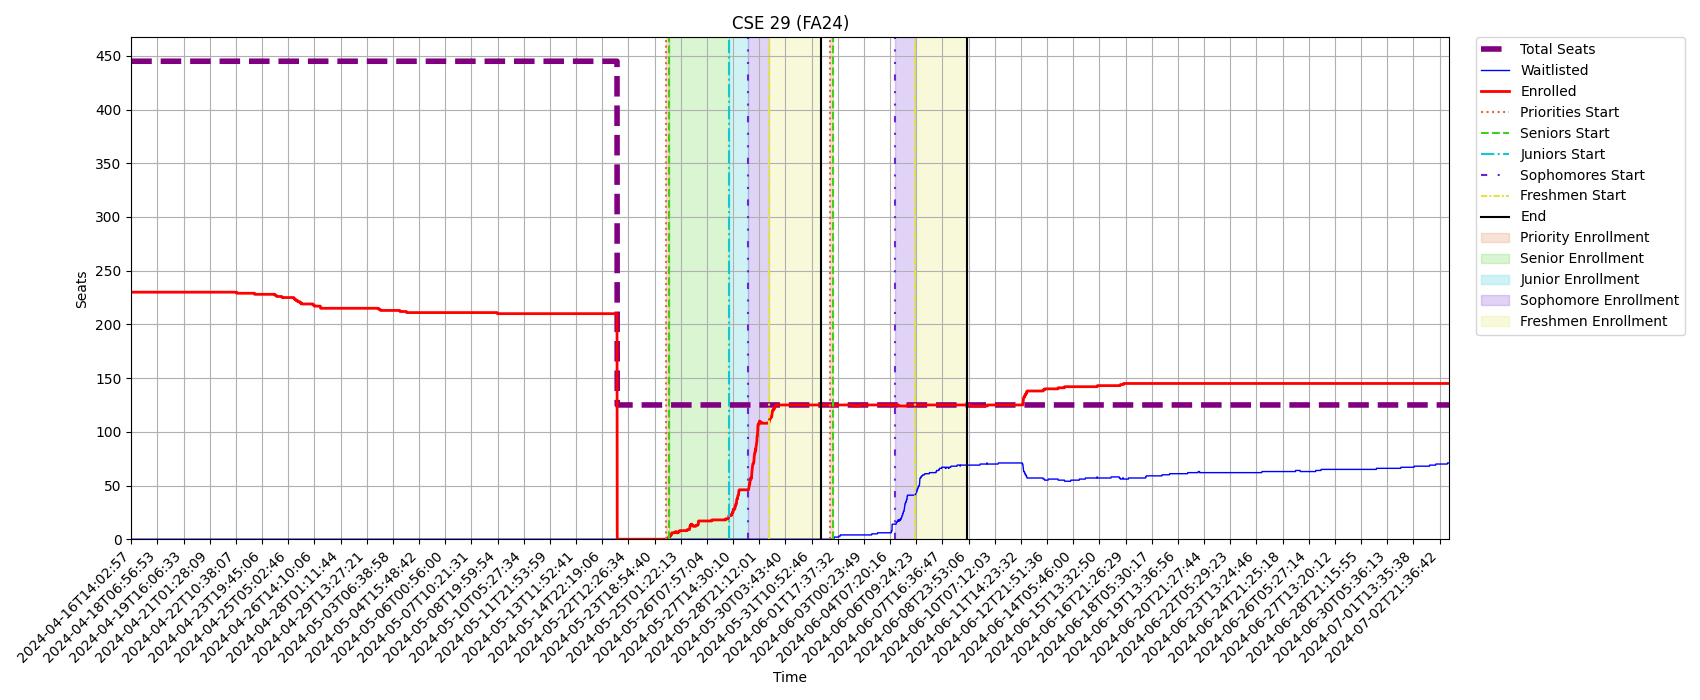 CSE 29 (FA24)
Seats
450
400
350
300
250
200
150
100
50
0
2024-04-16T14:02:57
2024-04-18T06:56:53
2024-04-19T16:06:33
2024-04-21T01:28:09
2024-04-22T10:38:07
2024-04-23T19:45:06
2024-04-25T05:02:46
2024-04-26T14:10:06
2024-04-28T01:11:44
2024-04-29T13:27:21
2024-05-03T06:38:58
2024-05-04T15:48:42
2024-05-06T00:56:00
2024-05-07T10:21:31
2024-05-08T19:59:54
2024-05-10T05:27:34
2024-05-11T21:53:59
2024-05-13T11:52:41
2024-05-14T22:19:06
2024-05-22T12:26:34
2024-05-23T18:54:40
2024-05-25T01:22:13
2024-05-26T07:57:04
2024-05-27T14:30:10
2024-05-28T21:12:01
2024-05-30T03:43:40
2024-05-31T10:52:46
2024-06-01T17:37:32
2024-06-03T00:23:49
2024-06-04T07:20:16
2024-06-06T09:24:23
2024-06-07T16:36:47
2024-06-08T23:53:06
2024-06-10T07:12:03
2024-06-11T14:23:32
2024-06-12T21:51:36
2024-06-14T05:46:00
2024-06-15T13:32:50
2024-06-16T21:26:29
2024-06-18T05:30:17
2024-06-19T13:36:56
2024-06-20T21:27:44
2024-06-22T05:29:23
2024-06-23T13:24:46
2024-06-24T21:25:18
2024-06-26T05:27:14
2024-06-27T13:20:12
2024-06-28T21:15:55
2024-06-30T05:36:13
2024-07-01T13:35:38
2024-07-02T21:36:42
Time
Total Seats
Waitlisted
Enrolled
Priorities Start
Seniors Start
Juniors Start
Sophomores Start
Freshmen Start
End
Priority Enrollment
Senior Enrollment
Junior Enrollment
Sophomore Enrollment
Freshmen Enrollment